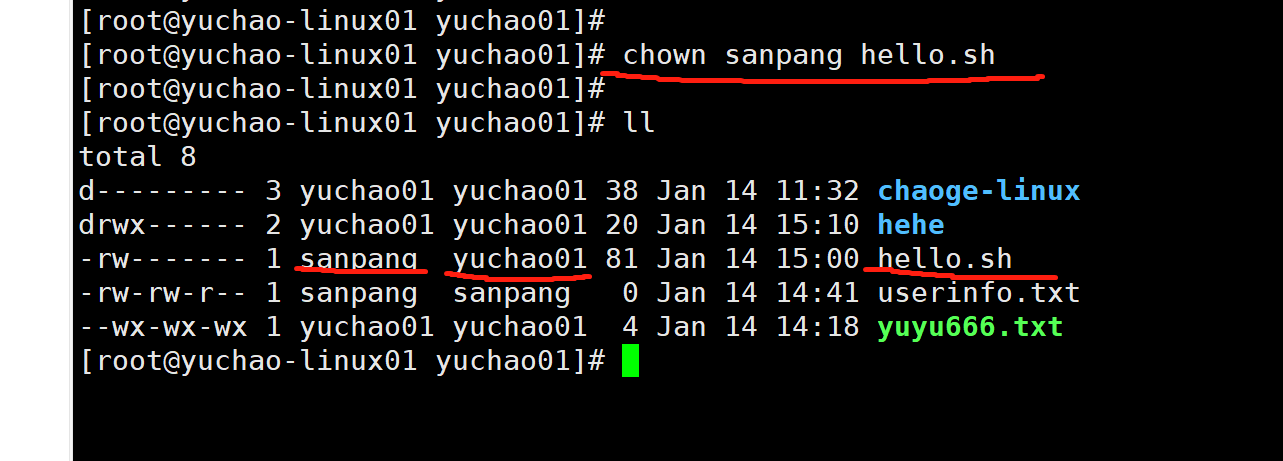 [root@yuchao-linux01 yuchao01]#
[root@yuchao-linux01 yuchao01]# chown sanpang hello.sh
[root@yuchao-linux01 yuchao01]#
[root@yuchao-linux01 yuchao01]# ll
total 8
d--------- 3 yuchao01 yuchao01 38 Jan 14 11:32 chaoge-linux
drwx------ 2 yuchao01 yuchao01 20 Jan 14 15:10 hehe
-rw------- 1 sanpang  yuchao01 81 Jan 14 15:00 hello.sh
-rw-rw-r-- 1 sanpang  sanpang   0 Jan 14 14:41 userinfo.txt
--wx-wx-wx 1 yuchao01 yuchao01  4 Jan 14 14:18 yuyu666.txt
[root@yuchao-linux01 yuchao01]#